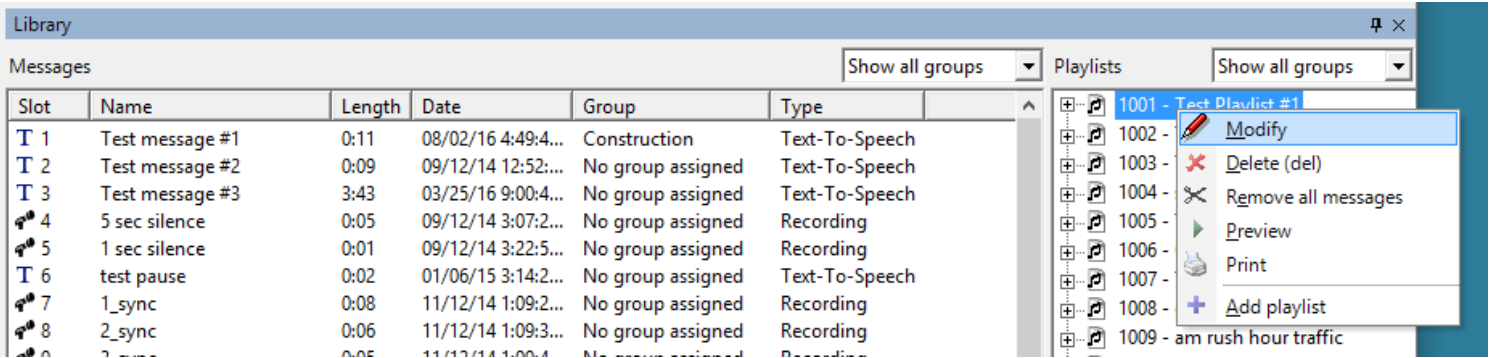 Library
Messages Show all groups Playlists Show all groups
Slot Name Length Date Group Type
T 1 Test message #1 0:11 08/02/16 4:49:4... Construction Text-To-Speech
T 2 Test message #2 0:09 09/12/14 12:52:... No group assigned Text-To-Speech
T 3 Test message #3 3:43 03/25/16 9:00:4... No group assigned Text-To-Speech
4 5 sec silence 0:05 09/12/14 3:07:2... No group assigned Recording
5 1 sec silence 0:01 09/12/14 3:22:5... No group assigned Recording
T 6 test pause 0:02 01/06/15 3:14:2... No group assigned Text-To-Speech
7 1_sync 0:08 11/12/14 1:09:2... No group assigned Recording
8 2_sync 0:06 11/12/14 1:09:3... No group assigned Recording
1001 - Test Playlist #1
1002 -
1003 -
1004 -
1005 -
1006 -
1007 -
1008 -
1009 - am rush hour traffic
Modify
Delete (del)
Remove all messages
Preview
Print
Add playlist